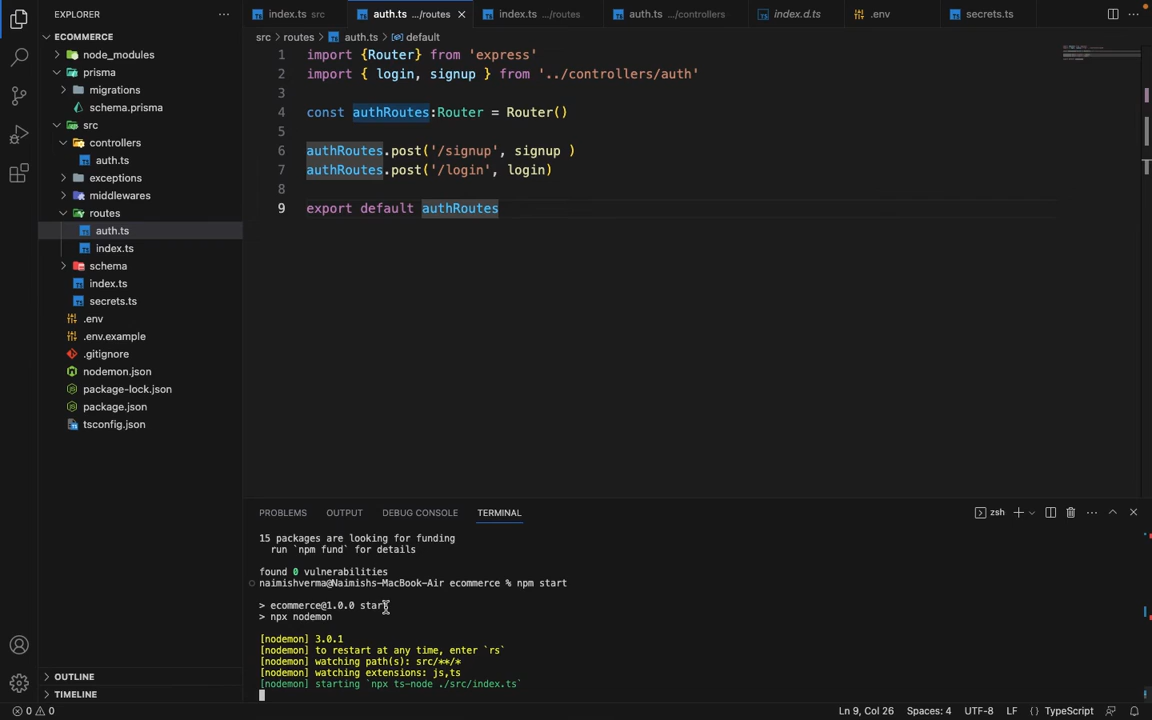 EXPLORER
ECOMMERCE
node_modules
prisma
migrations
schema.prisma
src
controllers
auth.ts
exceptions
middlewares
routes
auth.ts
index.ts
schema
index.ts
secrets.ts
.env
.env.example
.gitignore
nodemon.json
package-lock.json
package.json
tsconfig.json
OUTLINE
TIMELINE
index.ts src
auth.ts .../routes
index.ts .../routes
auth.ts .../controllers
index.d.ts
.env
secrets.ts
src > routes > auth.ts > default
1 import {Router} from 'express'
2 import { login, signup } from '../controllers/auth'
3
4 const authRoutes:Router = Router()
5
6 authRoutes.post('/signup', signup )
7 authRoutes.post('/login', login)
8
9 export default authRoutes
PROBLEMS OUTPUT DEBUG CONSOLE TERMINAL
zsh
15 packages are looking for funding
run `npm fund` for details
found 0 vulnerabilities
naimishverma@Naimishs-MacBook-Air ecommerce % npm start
> ecommerce@1.0.0 start
> npx nodemon
[nodemon] 3.0.1
[nodemon] to restart at any time, enter `rs`
[nodemon] watching path(s): src/**/*
[nodemon] watching extensions: js,ts
[nodemon] starting `npx ts-node ./src/index.ts`
0 0
Ln 9, Col 26 Spaces: 4 UTF-8 LF {} TypeScript